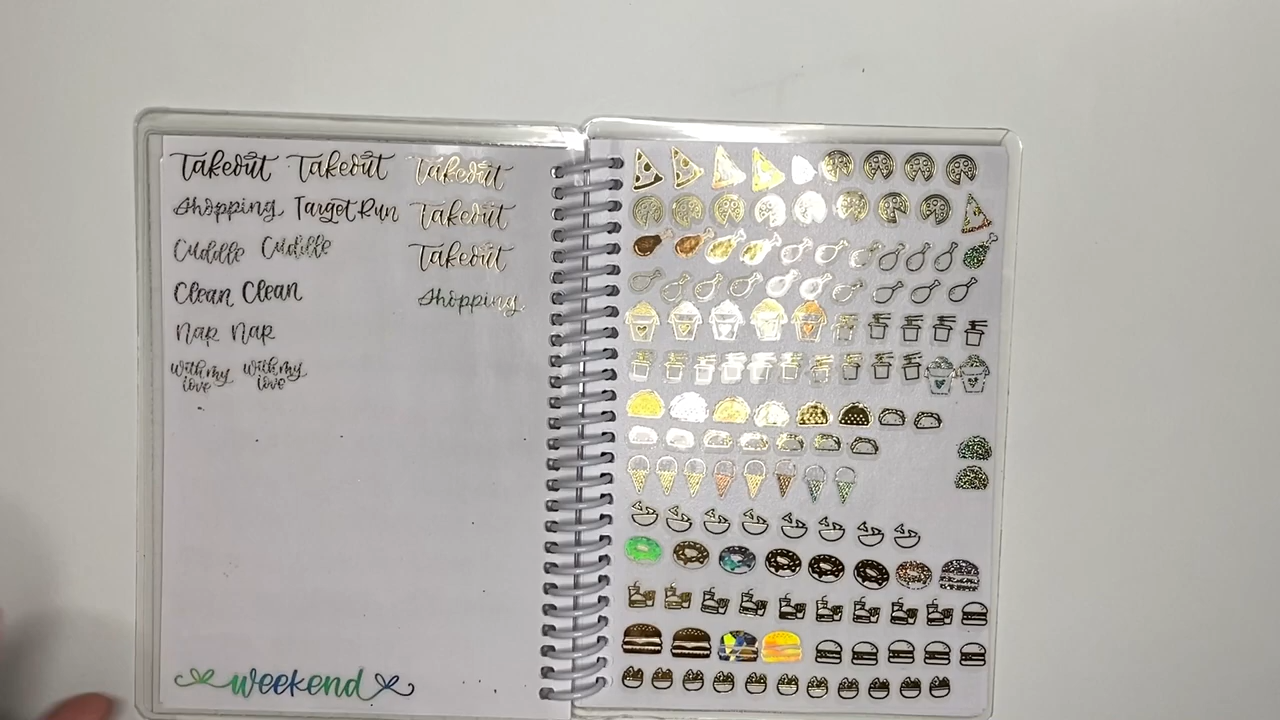 Takeout Takeout Takeout
Shopping Target Run Takeout
Cuddle Cuddle Takeout
Clean Clean Shopping
Nap Nap
with my love with my love
weekend